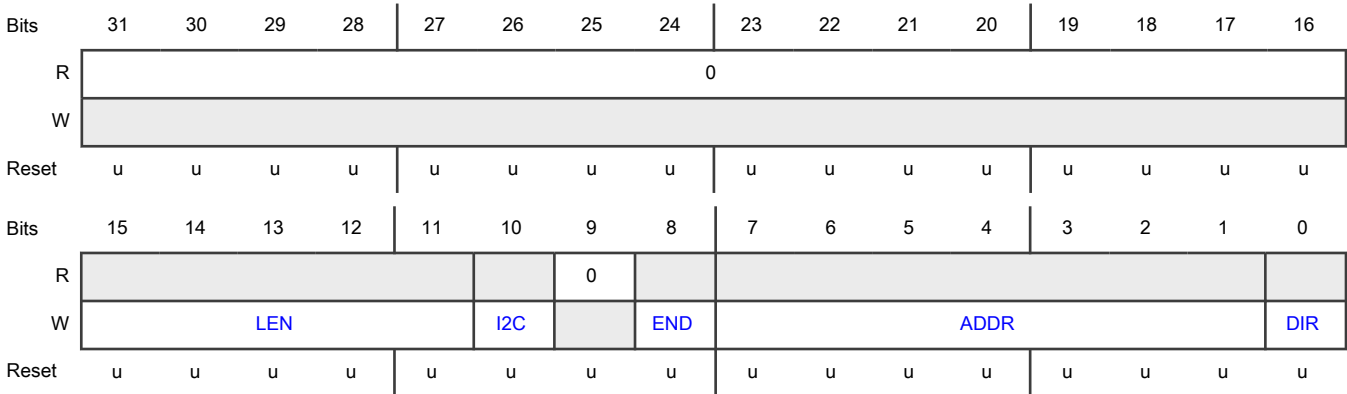 Bits 31 30 29 28 27 26 25 24 23 22 21 20 19 18 17 16
R 0
W
Reset u u u u u u u u u u u u u u u u
Bits 15 14 13 12 11 10 9 8 7 6 5 4 3 2 1 0
R 0
W LEN I2C END ADDR DIR
Reset u u u u u u u u u u u u u u u u